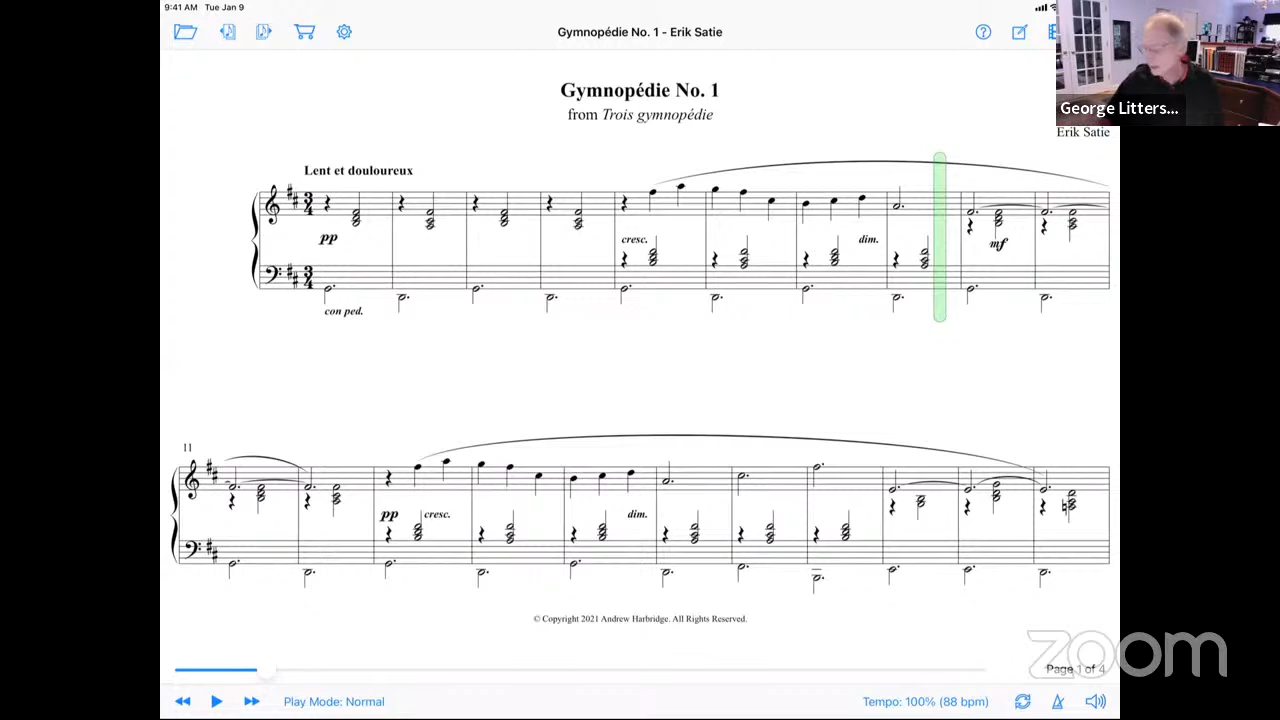 9:41 AM Tue Jan 9
Gymnopédie No. 1 - Erik Satie
George Litters...
Gymnopédie No. 1
from Trois gymnopédie
Erik Satie
Lent et douloureux
pp
cresc.
dim.
mf
con ped.
11
pp
cresc.
dim.
© Copyright 2021 Andrew Harbridge. All Rights Reserved.
zoom
Page 1 of 4
Play Mode: Normal
Tempo: 100% (88 bpm)